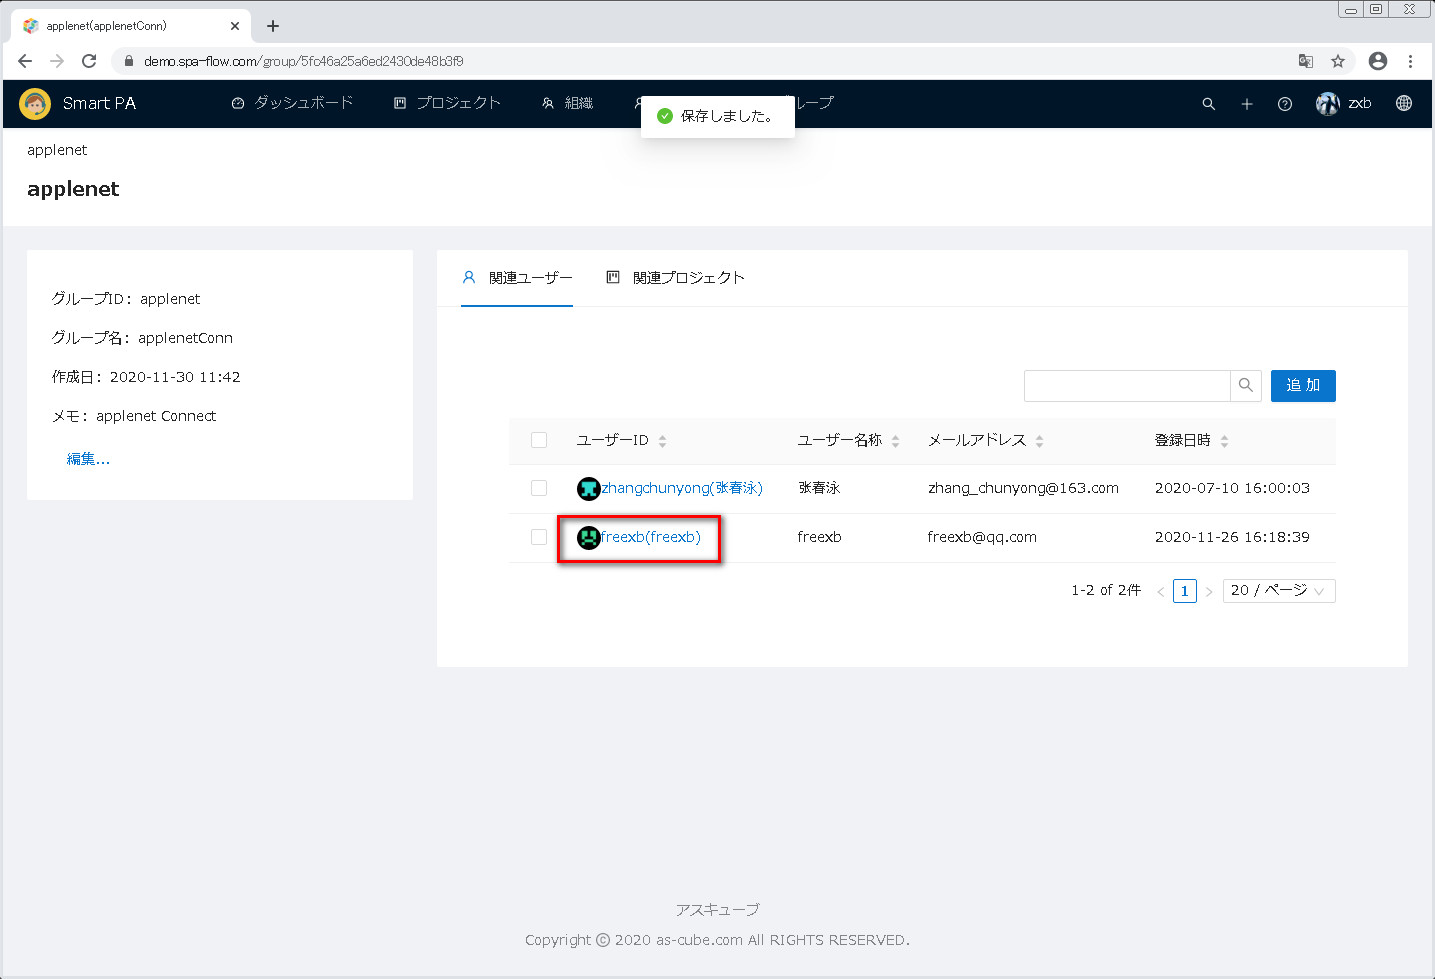 applenet(applenetConn)
demo.spa-flow.com/group/5fc46a25a6ed2430de48b3f9
Smart PA ダッシュボード プロジェクト 組織 ループ zxb
保存しました。
applenet
applenet
グループID: applenet
グループ名: applenetConn
作成日: 2020-11-30 11:42
メモ: applenet Connect
編集...
関連ユーザー 関連プロジェクト
追 加
ユーザーID ユーザー名称 メールアドレス 登録日時
zhangchunyong(张春泳) 张春泳 zhang_chunyong@163.com 2020-07-10 16:00:03
freexb(freexb) freexb freexb@qq.com 2020-11-26 16:18:39
1-2 of 2件 < 1 > 20 / ページ
アスキューブ
Copyright © 2020 as-cube.com All RIGHTS RESERVED.